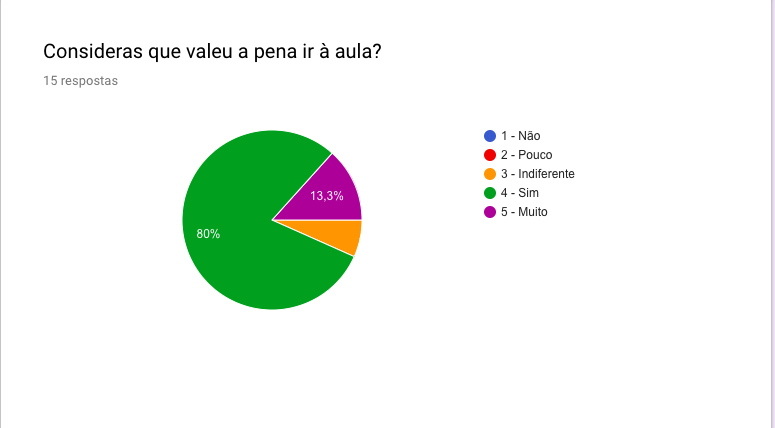 Consideras que valeu a pena ir à aula?
15 respostas
1 - Não
2 - Pouco
3 - Indiferente
4 - Sim
5 - Muito
13,3%
80%